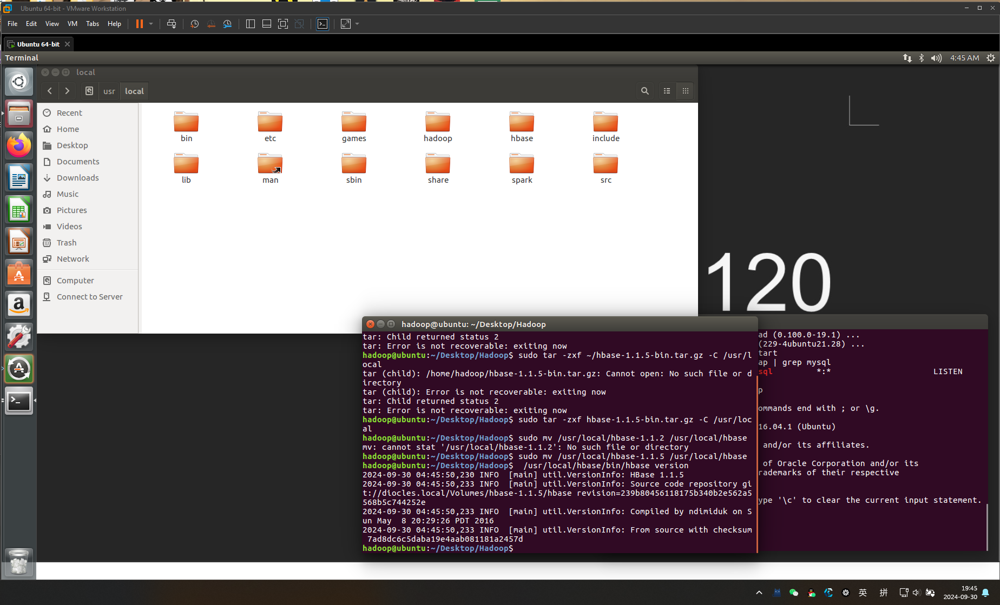 Ubuntu 64-bit - VMware Workstation
File Edit View VM Tabs Help
Ubuntu 64-bit
Terminal 4:45 AM
local
usr local
Recent
Home
Desktop
Documents
Downloads
Music
Pictures
Videos
Trash
Network
Computer
Connect to Server
bin etc games hadoop hbase include
lib man sbin share spark src
120
hadoop@ubuntu: ~/Desktop/Hadoop
tar: Child returned status 2
tar: Error is not recoverable: exiting now
hadoop@ubuntu:~/Desktop/Hadoop$ sudo tar -zxf ~/hbase-1.1.5-bin.tar.gz -C /usr/l
ocal
tar (child): /home/hadoop/hbase-1.1.5-bin.tar.gz: Cannot open: No such file or d
irectory
tar (child): Error is not recoverable: exiting now
tar: Child returned status 2
tar: Error is not recoverable: exiting now
hadoop@ubuntu:~/Desktop/Hadoop$ sudo tar -zxf hbase-1.1.5-bin.tar.gz -C /usr/loc
al
hadoop@ubuntu:~/Desktop/Hadoop$ sudo mv /usr/local/hbase-1.1.2 /usr/local/hbase
mv: cannot stat '/usr/local/hbase-1.1.2': No such file or directory
hadoop@ubuntu:~/Desktop/Hadoop$ sudo mv /usr/local/hbase-1.1.5 /usr/local/hbase
hadoop@ubuntu:~/Desktop/Hadoop$  /usr/local/hbase/bin/hbase version
2024-09-30 04:45:50,230 INFO  [main] util.VersionInfo: HBase 1.1.5
2024-09-30 04:45:50,233 INFO  [main] util.VersionInfo: Source code repository gi
t://diocles.local/Volumes/hbase-1.1.5/hbase revision=239b80456118175b340b2e562a5
568b5c744252e
2024-09-30 04:45:50,233 INFO  [main] util.VersionInfo: Compiled by ndimiduk on S
un May  8 20:29:26 PDT 2016
2024-09-30 04:45:50,233 INFO  [main] util.VersionInfo: From source with checksum
7ad8dc6c5daba19e4aab081181a2457d
hadoop@ubuntu:~/Desktop/Hadoop$
ad (0.100.0-19.1) ...
(229-4ubuntu21.28) ...
tart
ap | grep mysql
sql *:* LISTEN
p
ommands end with ; or \g.
16.04.1 (Ubuntu)
and/or its affiliates.
of Oracle Corporation and/or its
rademarks of their respective
ype '\c' to clear the current input statement.
英 拼
19:45
2024-09-30